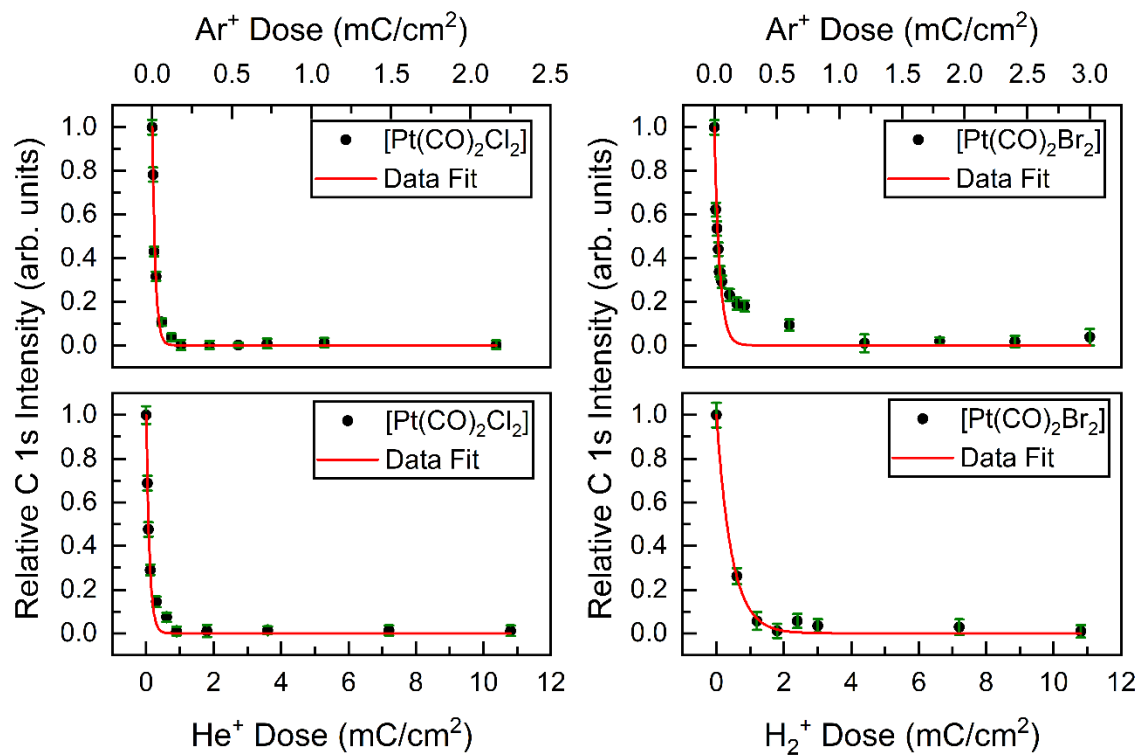 Ar⁺ Dose (mC/cm²)
0.0 0.5 1.0 1.5 2.0 2.5
Relative C 1s Intensity (arb. units)
1.0
0.8
0.6
0.4
0.2
0.0
[Pt(CO)₂Cl₂]
Data Fit
Ar⁺ Dose (mC/cm²)
0.0 0.5 1.0 1.5 2.0 2.5 3.0
Relative C 1s Intensity (arb. units)
1.0
0.8
0.6
0.4
0.2
0.0
[Pt(CO)₂Br₂]
Data Fit
1.0
0.8
0.6
0.4
0.2
0.0
[Pt(CO)₂Cl₂]
Data Fit
0 2 4 6 8 10 12
He⁺ Dose (mC/cm²)
1.0
0.8
0.6
0.4
0.2
0.0
[Pt(CO)₂Br₂]
Data Fit
0 2 4 6 8 10 12
H₂⁺ Dose (mC/cm²)